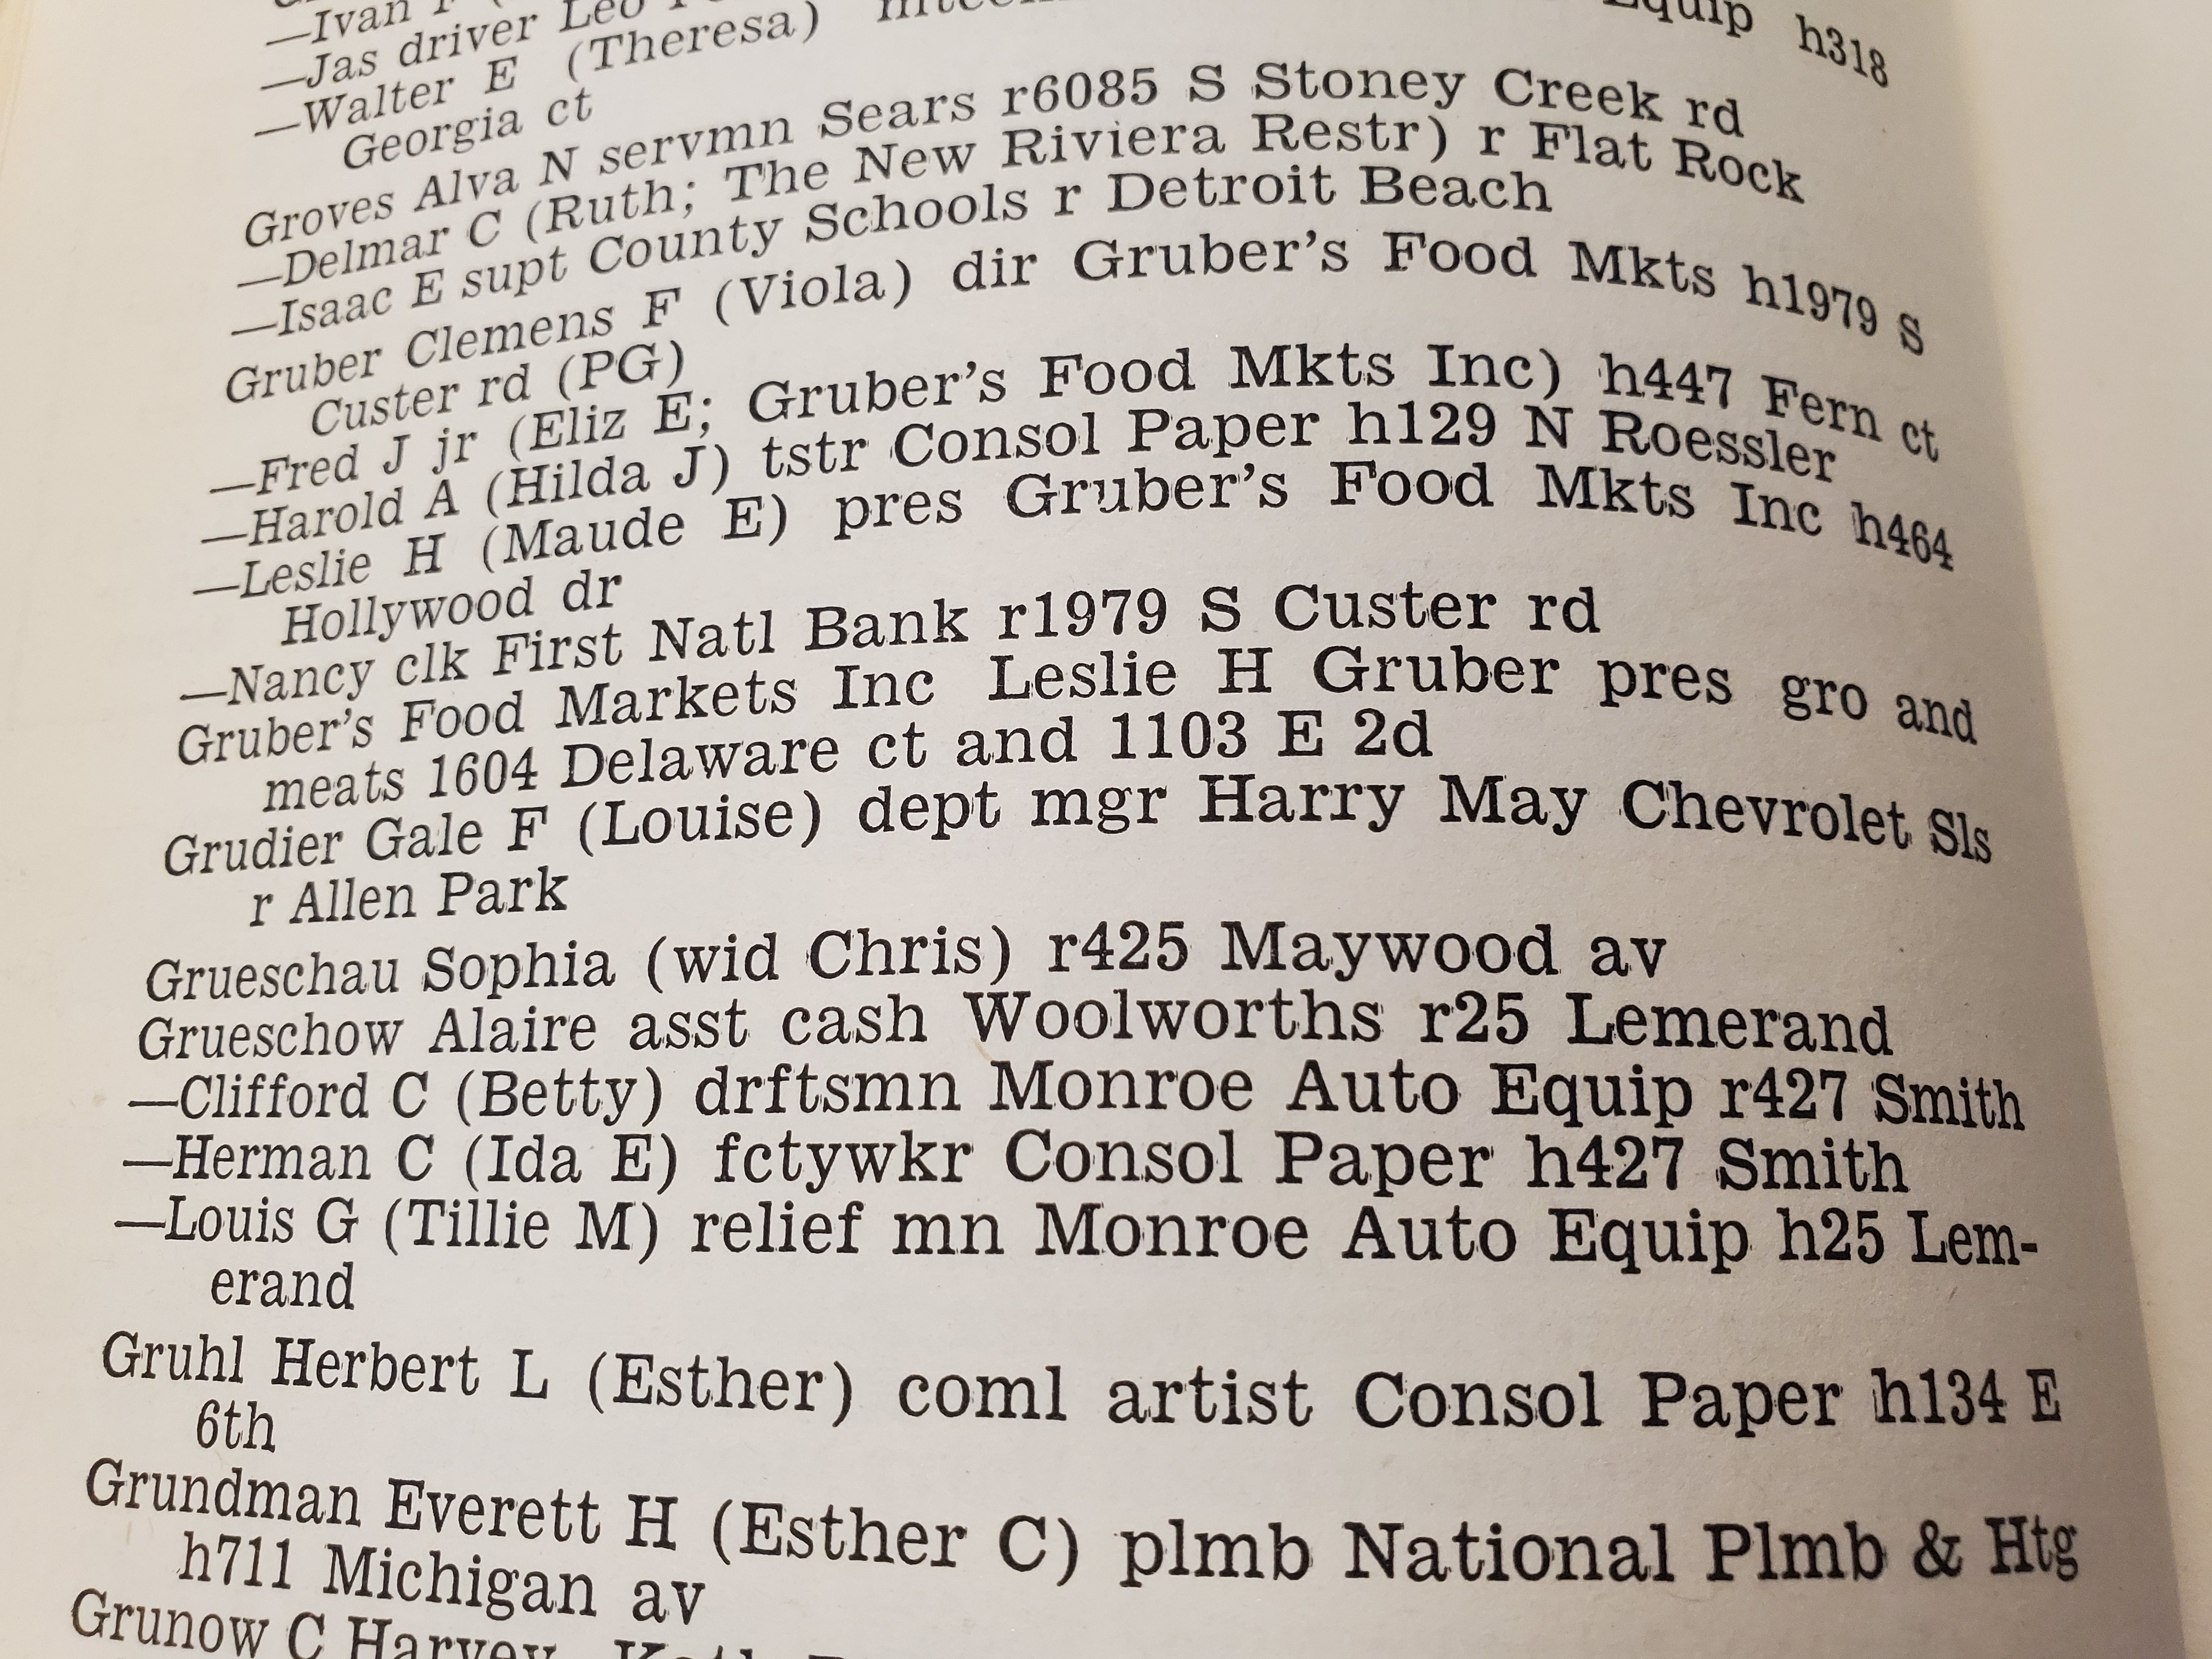 —Ivan
—Jas driver Leo
—Walter E (Theresa) Equip h318
Georgia ct
Groves Alva N servmn Sears r6085 S Stoney Creek rd
—Delmar C (Ruth; The New Riviera Restr) r Flat Rock
—Isaac E supt County Schools r Detroit Beach
Gruber Clemens F (Viola) dir Gruber's Food Mkts h1979 S
Custer rd (PG)
—Fred J jr (Eliz E; Gruber's Food Mkts Inc) h447 Fern ct
—Harold A (Hilda J) tstr Consol Paper h129 N Roessler
—Leslie H (Maude E) pres Gruber's Food Mkts Inc h464
Hollywood dr
—Nancy clk First Natl Bank r1979 S Custer rd
Gruber's Food Markets Inc Leslie H Gruber pres gro and
meats 1604 Delaware ct and 1103 E 2d
Grudier Gale F (Louise) dept mgr Harry May Chevrolet Sls
r Allen Park
Grueschau Sophia (wid Chris) r425 Maywood av
Grueschow Alaire asst cash Woolworths r25 Lemerand
—Clifford C (Betty) drftsmn Monroe Auto Equip r427 Smith
—Herman C (Ida E) fctywkr Consol Paper h427 Smith
—Louis G (Tillie M) relief mn Monroe Auto Equip h25 Lem-
erand
Gruhl Herbert L (Esther) coml artist Consol Paper h134 E
6th
Grundman Everett H (Esther C) plmb National Plmb & Htg
h711 Michigan av
Grunow C Harvey